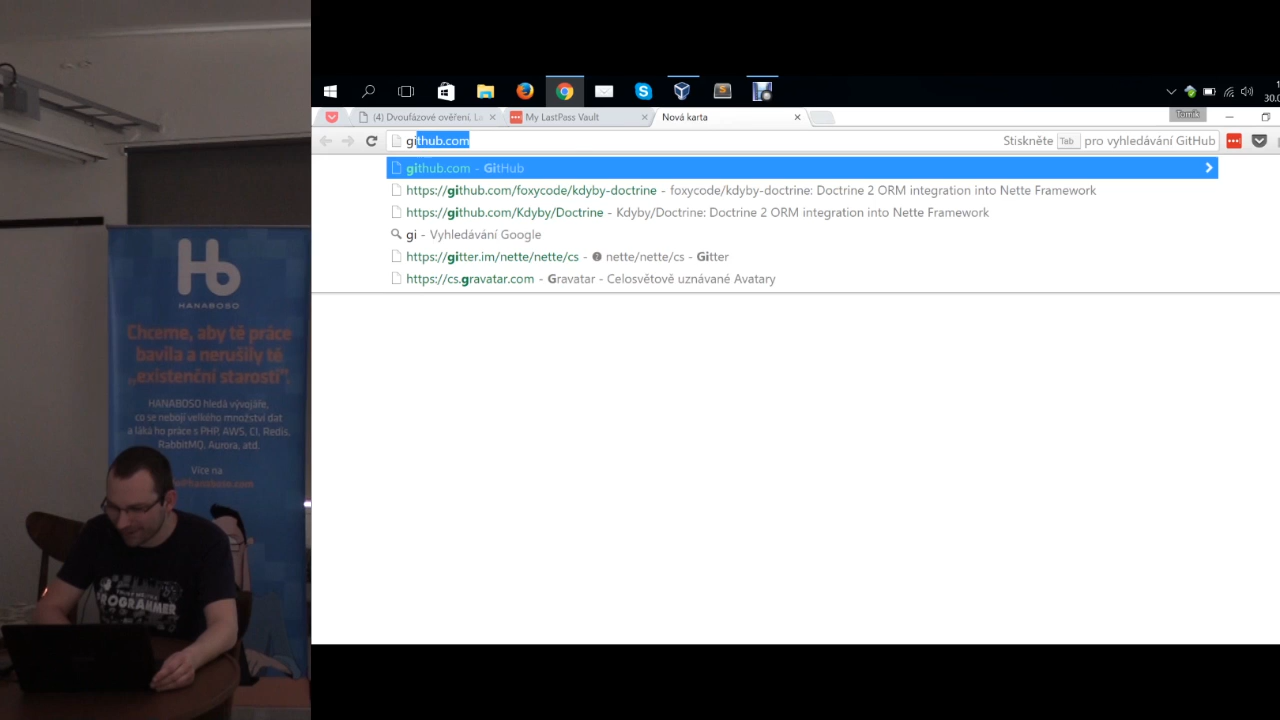 1
30.0
Tomík
(4) Dvoufázové ověření, La
My LastPass Vault
Nová karta
github.com
Stiskněte Tab pro vyhledávání GitHub
github.com - GitHub
https://github.com/foxycode/kdyby-doctrine - foxycode/kdyby-doctrine: Doctrine 2 ORM integration into Nette Framework
https://github.com/Kdyby/Doctrine - Kdyby/Doctrine: Doctrine 2 ORM integration into Nette Framework
gi - Vyhledávání Google
https://gitter.im/nette/nette/cs - nette/nette/cs - Gitter
https://cs.gravatar.com - Gravatar - Celosvětově uznávané Avatary
Hb
HANABOSO
Chceme, aby tě práce
bavila a nerušily tě
„existenční starosti".
HANABOSO hledá vývojáře,
co se nebojí velkého množství dat
a láká ho práce s PHP, AWS, CI, Redis,
RabbitMQ, Aurora, atd.
Více na
PROGRAMMER